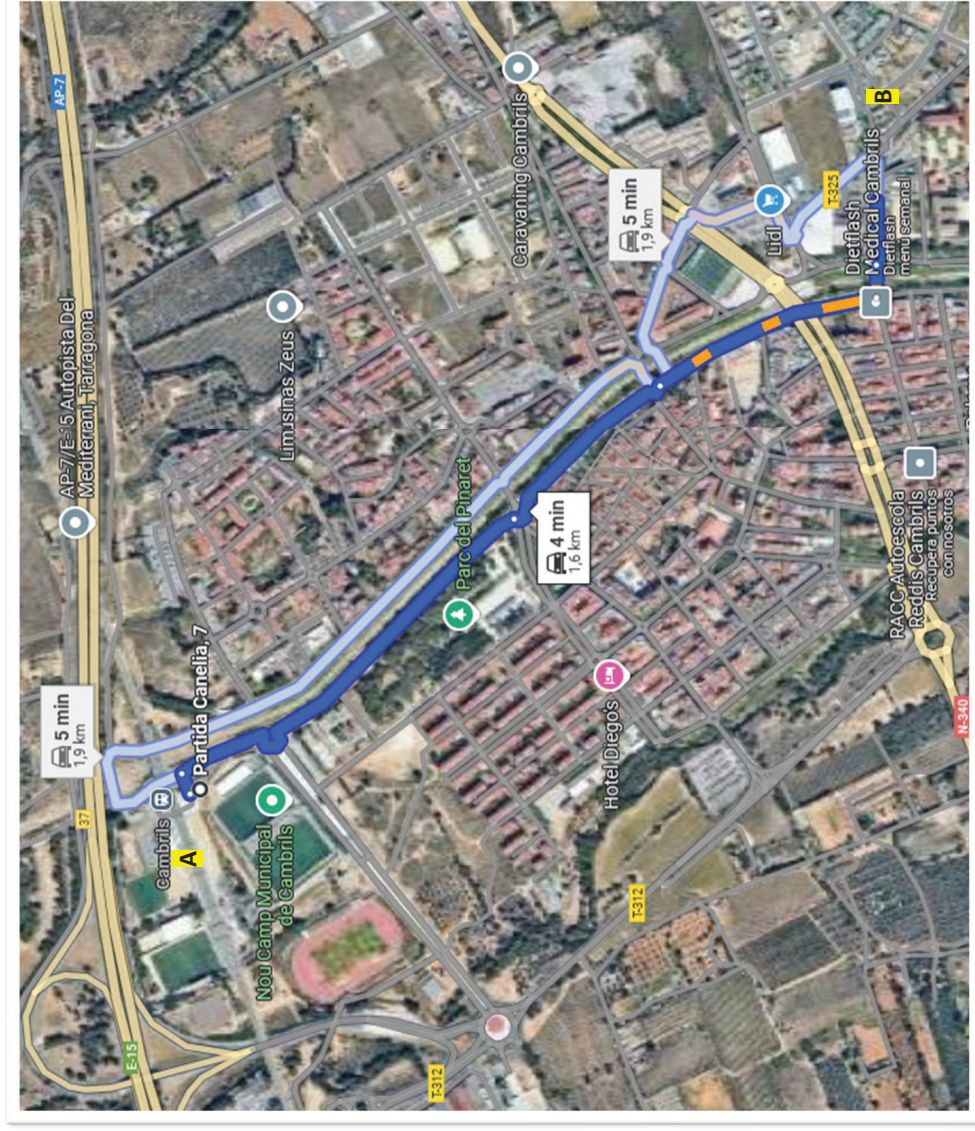 AP-7
37
5 min
1,9 km
AP-7/E-15 Autopista Del
Mediterrani, Tarragona
E-15
Cambrils
A
Partida Canelia, 7
Nou Camp Municipal
de Cambrils
Limusinas Zeus
T-312
Parc del Pinaret
Caravaning Cambrils
4 min
1,6 km
Hotel Diego's
5 min
1,9 km
T-312
Lidl
T-325
Dietflash
Medical Cambrils
Dietflash
menú semanal
B
RACC Autoescola
Reddis Cambrils
Recupera puntos
con nosotros
N-340